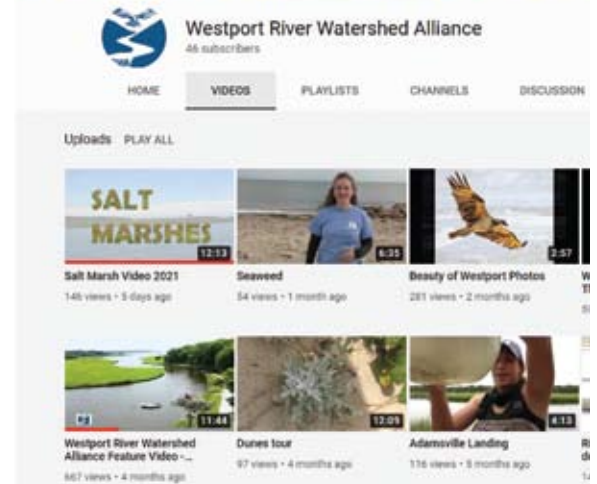 Westport River Watershed Alliance
46 subscribers
HOME VIDEOS PLAYLISTS CHANNELS DISCUSSION
Uploads PLAY ALL
SALT
MARSHES
12:13
6:35
2:57
Salt Marsh Video 2021
Seaweed
Beauty of Westport Photos
146 views • 5 days ago
54 views • 1 month ago
281 views • 2 months ago
11:44
12:09
4:13
Westport River Watershed
Alliance Feature Video -...
Dunes tour
Adamsville Landing
667 views • 4 months ago
97 views • 4 months ago
116 views • 5 months ago